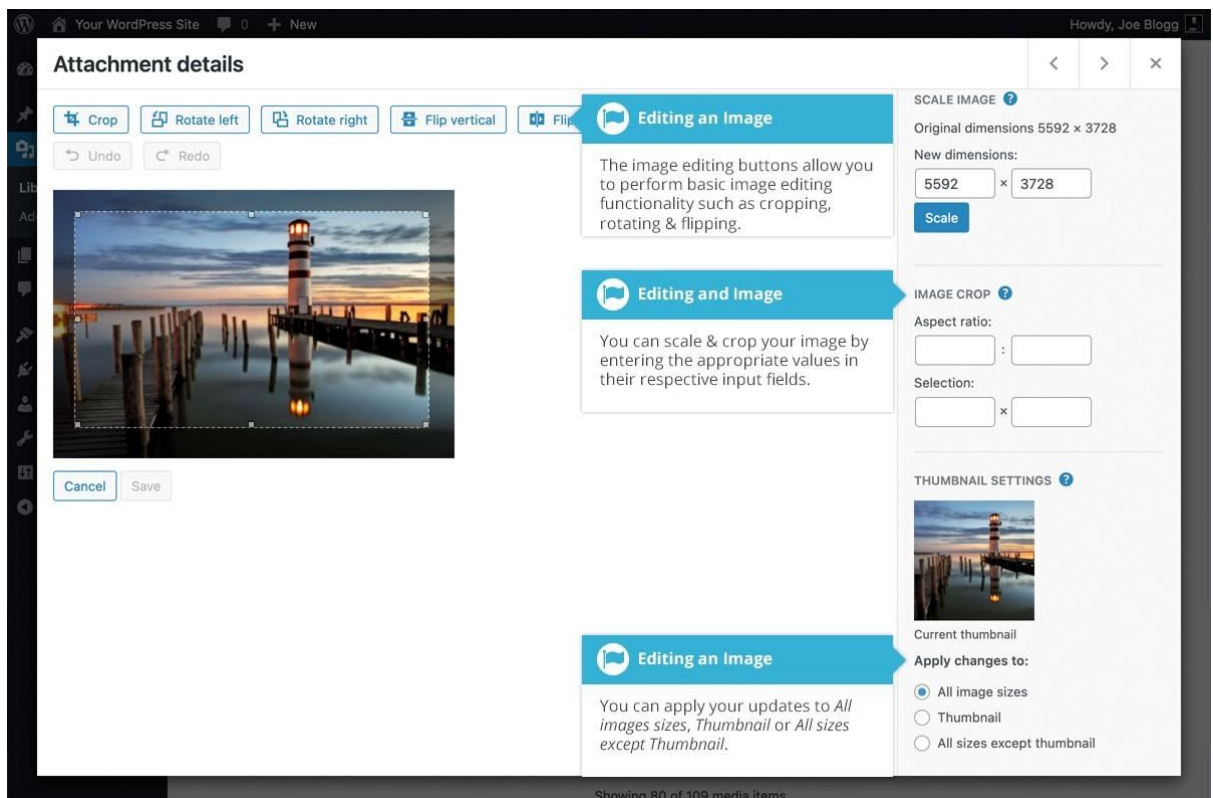 Your WordPress Site 0 New Howdy, Joe Blogg
Attachment details
Crop Rotate left Rotate right Flip vertical Flip
Undo Redo
Cancel Save
Editing an Image
The image editing buttons allow you
to perform basic image editing
functionality such as cropping,
rotating & flipping.
Editing and Image
You can scale & crop your image by
entering the appropriate values in
their respective input fields.
Editing an Image
You can apply your updates to All
images sizes, Thumbnail or All sizes
except Thumbnail.
SCALE IMAGE ?
Original dimensions 5592 × 3728
New dimensions:
5592 × 3728
Scale
IMAGE CROP ?
Aspect ratio:
:
Selection:
×
THUMBNAIL SETTINGS ?
Current thumbnail
Apply changes to:
All image sizes
Thumbnail
All sizes except thumbnail
Showing 80 of 109 media items